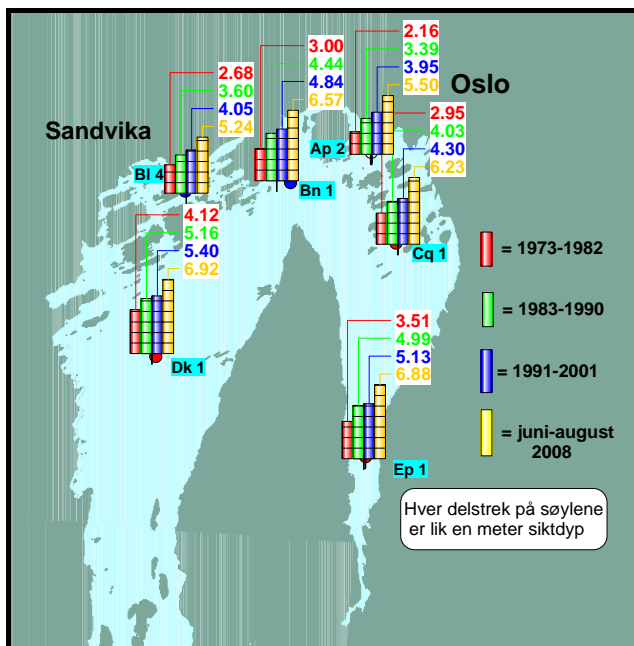 2.16
3.39
3.95
5.50
Oslo
3.00
4.44
4.84
6.57
2.68
3.60
4.05
5.24
Sandvika
2.95
4.03
4.30
6.23
Ap 2
Bl 4
Bn 1
Cq 1
4.12
5.16
5.40
6.92
Dk 1
= 1973-1982
= 1983-1990
= 1991-2001
= juni-august
2008
3.51
4.99
5.13
6.88
Ep 1
Hver delstrek på søylene
er lik en meter siktdyp